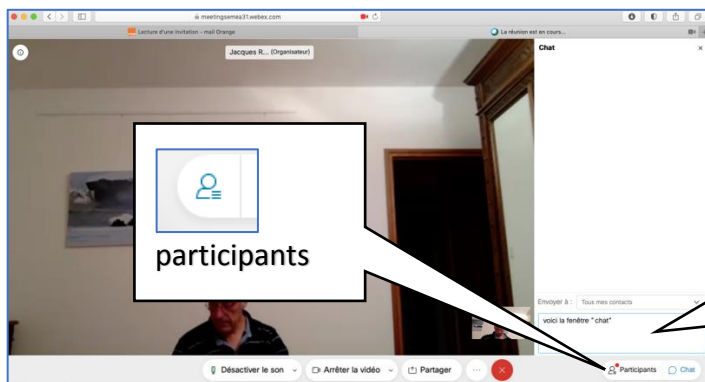 meetingsemea31.webex.com
Lecture d'une invitation - mail Orange
La réunion est en cours...
Jacques R... (Organisateur)
Chat
participants
Envoyer à :
Tous mes contacts
voici la fenêtre " chat"
Désactiver le son
Arrêter la vidéo
Partager
Participants
Chat